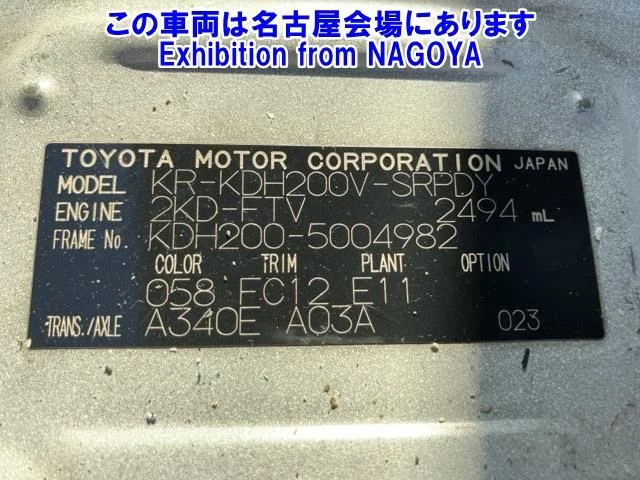 この車両は名古屋会場にあります
Exhibition from NAGOYA
TOYOTA MOTOR CORPORATION JAPAN
MODEL KR-KDH200V-SRPDY
ENGINE 2KD-FTV 2494 mL
FRAME No. KDH200-5004982
COLOR TRIM PLANT OPTION
058 FC12 E11
TRANS./AXLE A340E A03A 023